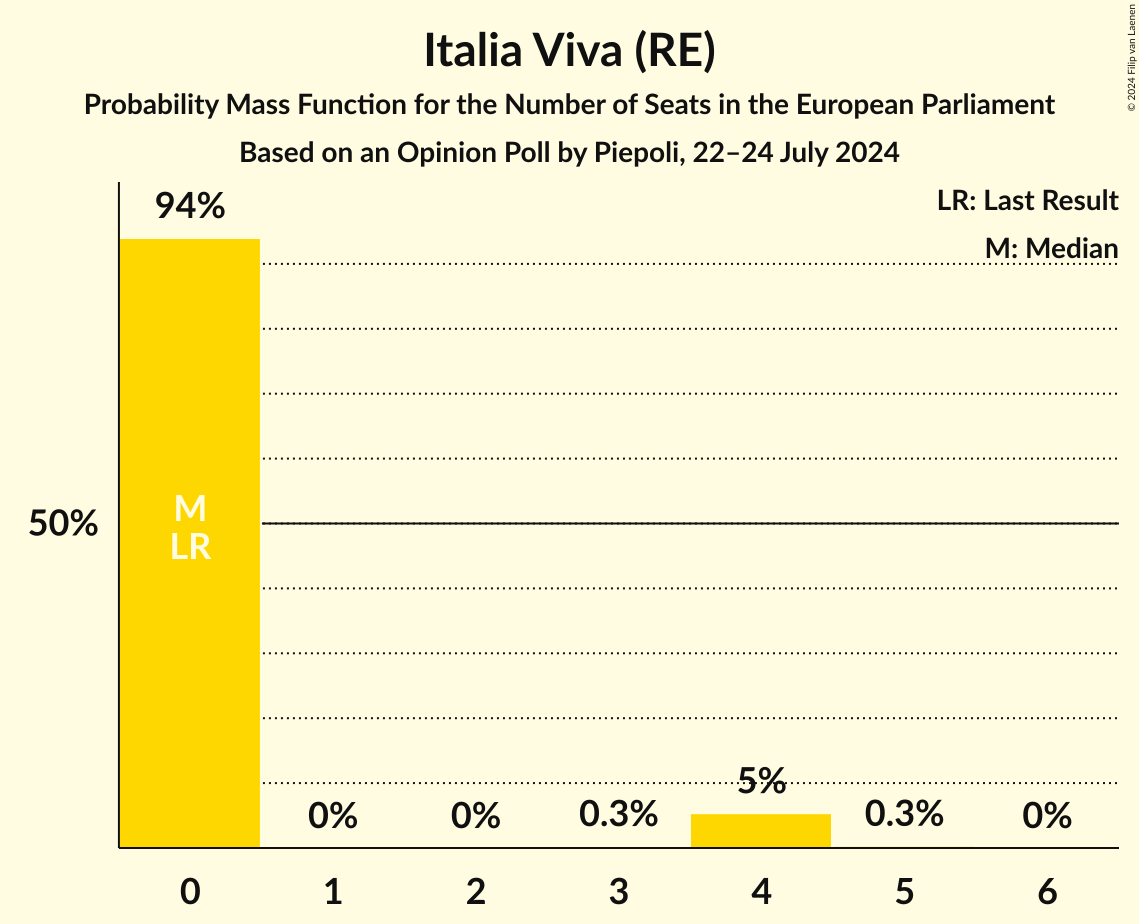 Italia Viva (RE)
Probability Mass Function for the Number of Seats in the European Parliament
Based on an Opinion Poll by Piepoli, 22–24 July 2024
© 2024 Filip van Laenen
LR: Last Result
M: Median
94%
50%
M
LR
0%
0%
0.3%
5%
0.3%
0%
0
1
2
3
4
5
6